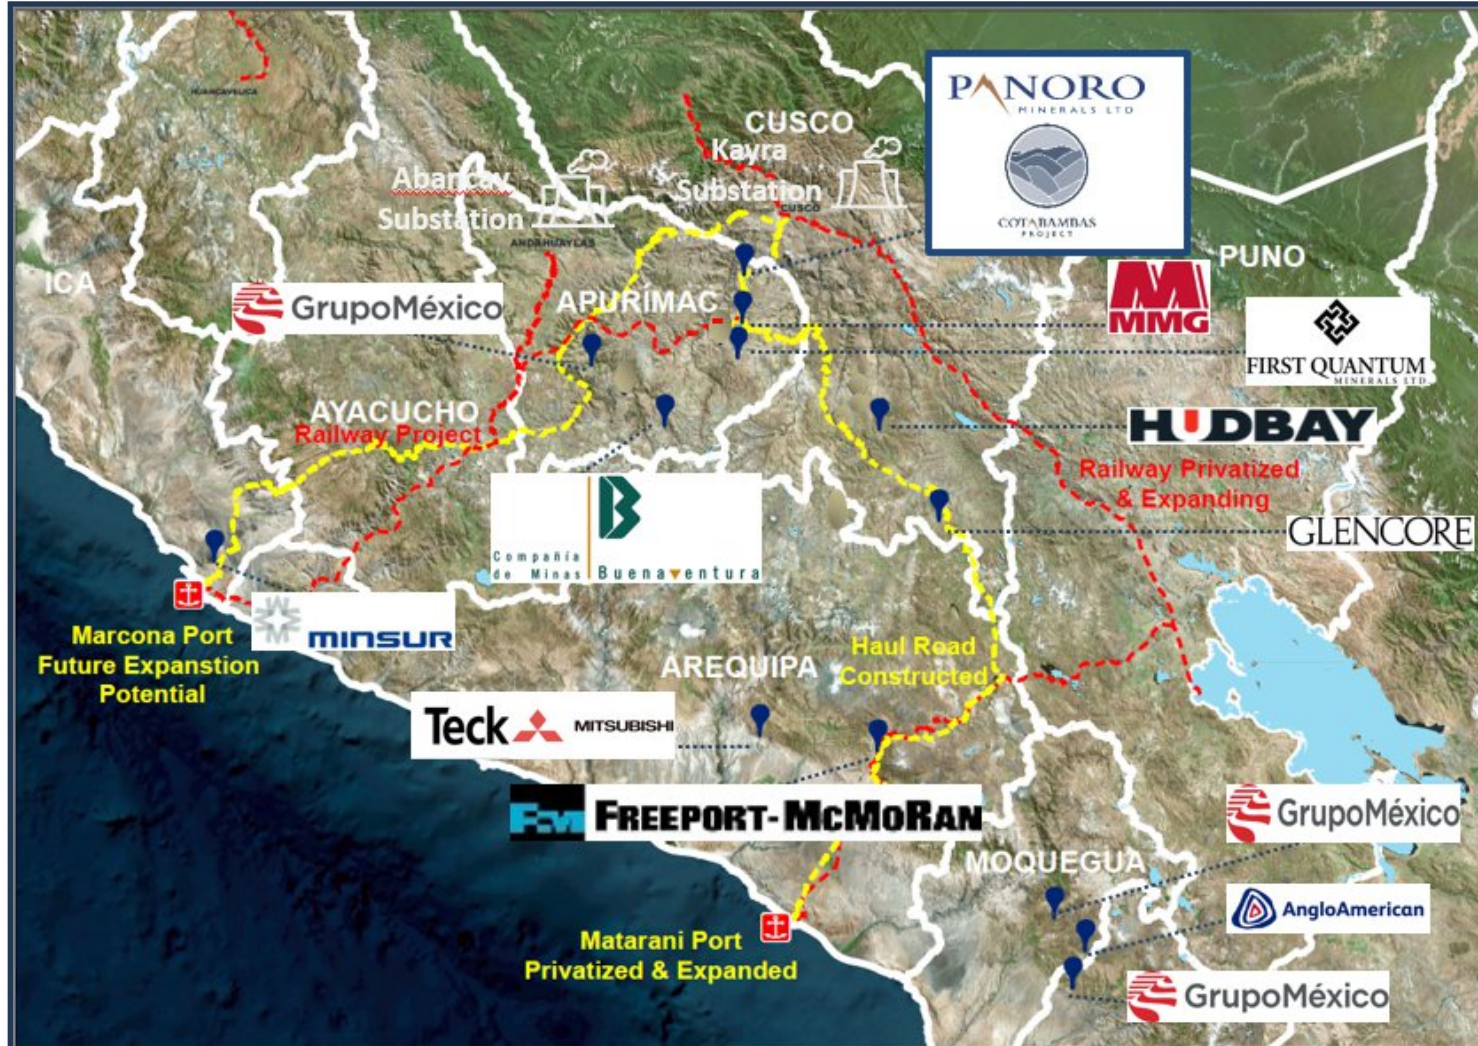 HUANCAVELICA
PANORO
MINERALS LTD
COTABAMBAS
PROJECT
CUSCO
Kayra
Substation
CUSCO
Abancay
Substation
ANDAHUAYLAS
ICA
PUNO
GrupoMéxico
APURÍMAC
MMG
FIRST QUANTUM
MINERALS LTD.
AYACUCHO
Railway Project
HUDBAY
Railway Privatized
& Expanding
Compañía
de Minas
Buenaventura
GLENCORE
MINSUR
Marcona Port
Future Expanstion
Potential
AREQUIPA
Haul Road
Constructed
Teck
MITSUBISHI
FREEPORT-MCMORAN
GrupoMéxico
MOQUEGUA
AngloAmerican
Matarani Port
Privatized & Expanded
GrupoMéxico